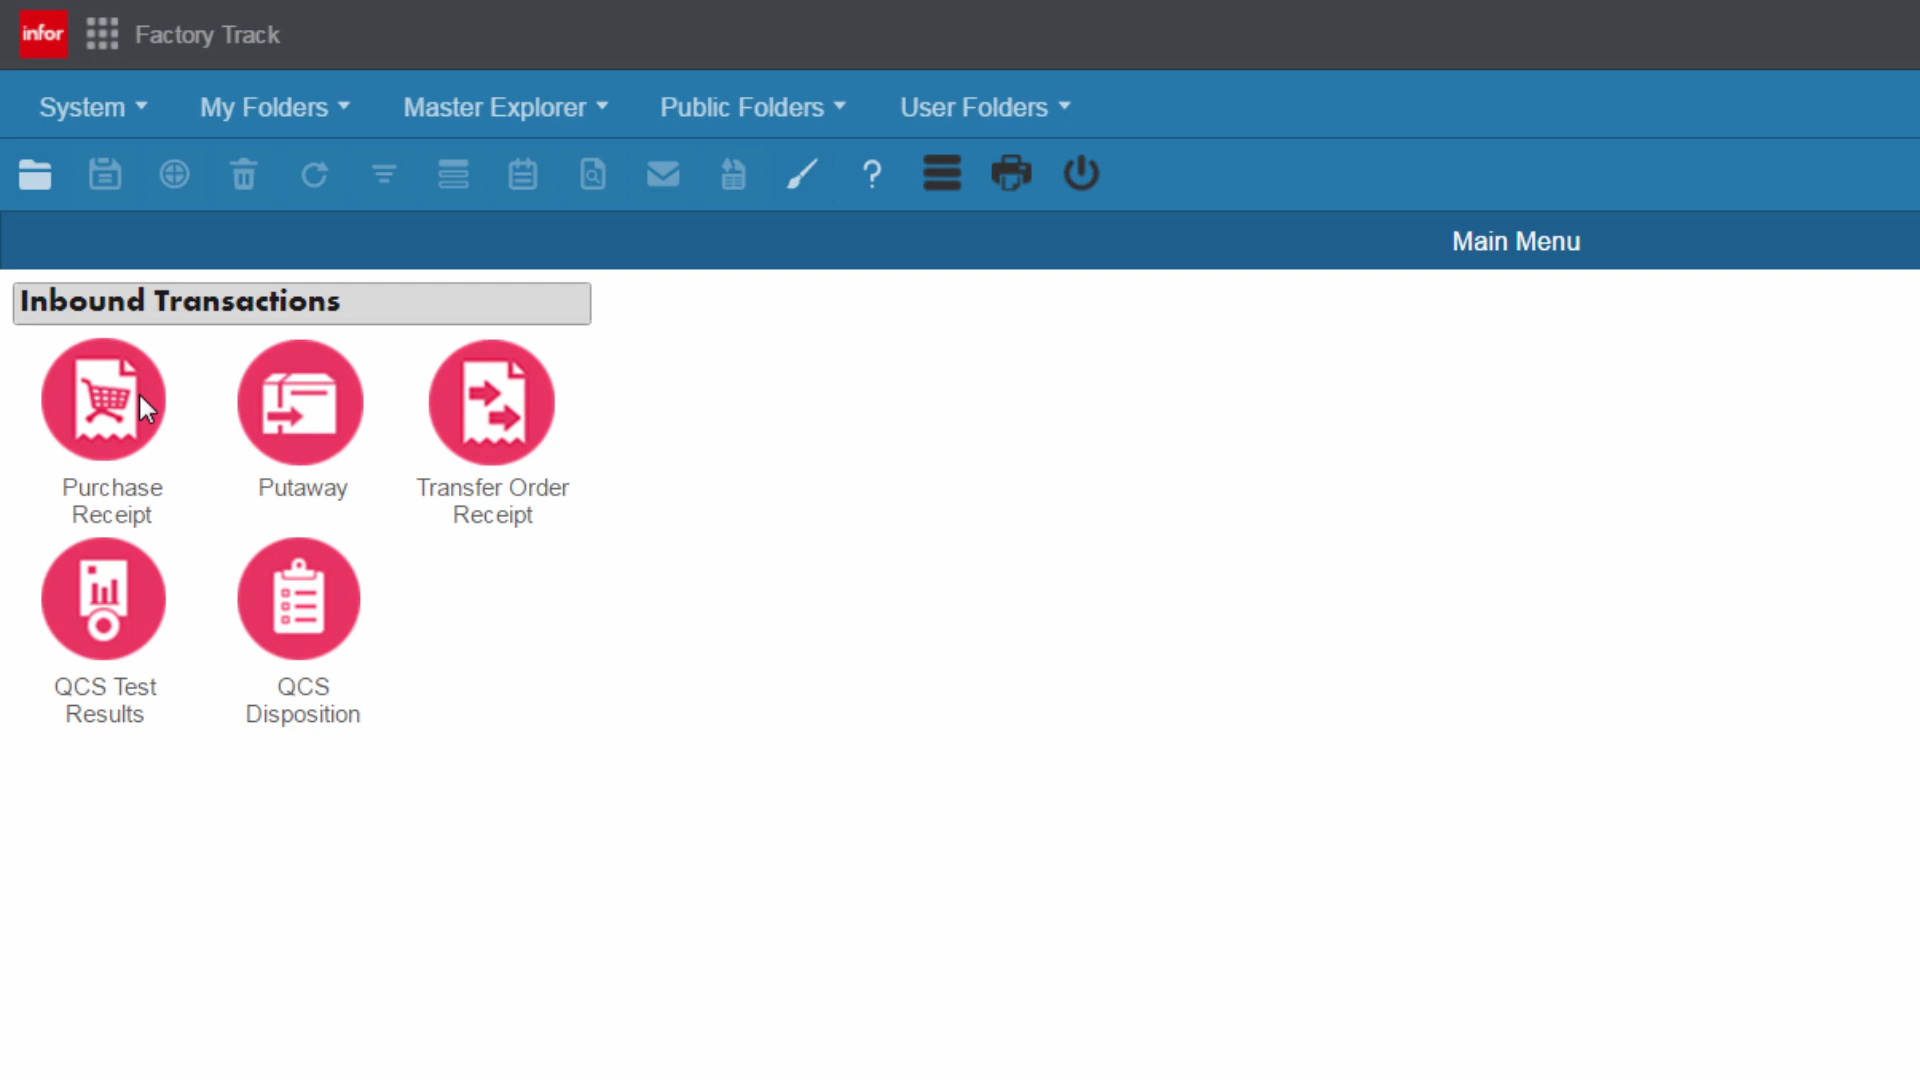 infor Factory Track
System My Folders Master Explorer Public Folders User Folders
?
Main Menu
Inbound Transactions
Purchase
Receipt
Putaway
Transfer Order
Receipt
QCS Test
Results
QCS
Disposition